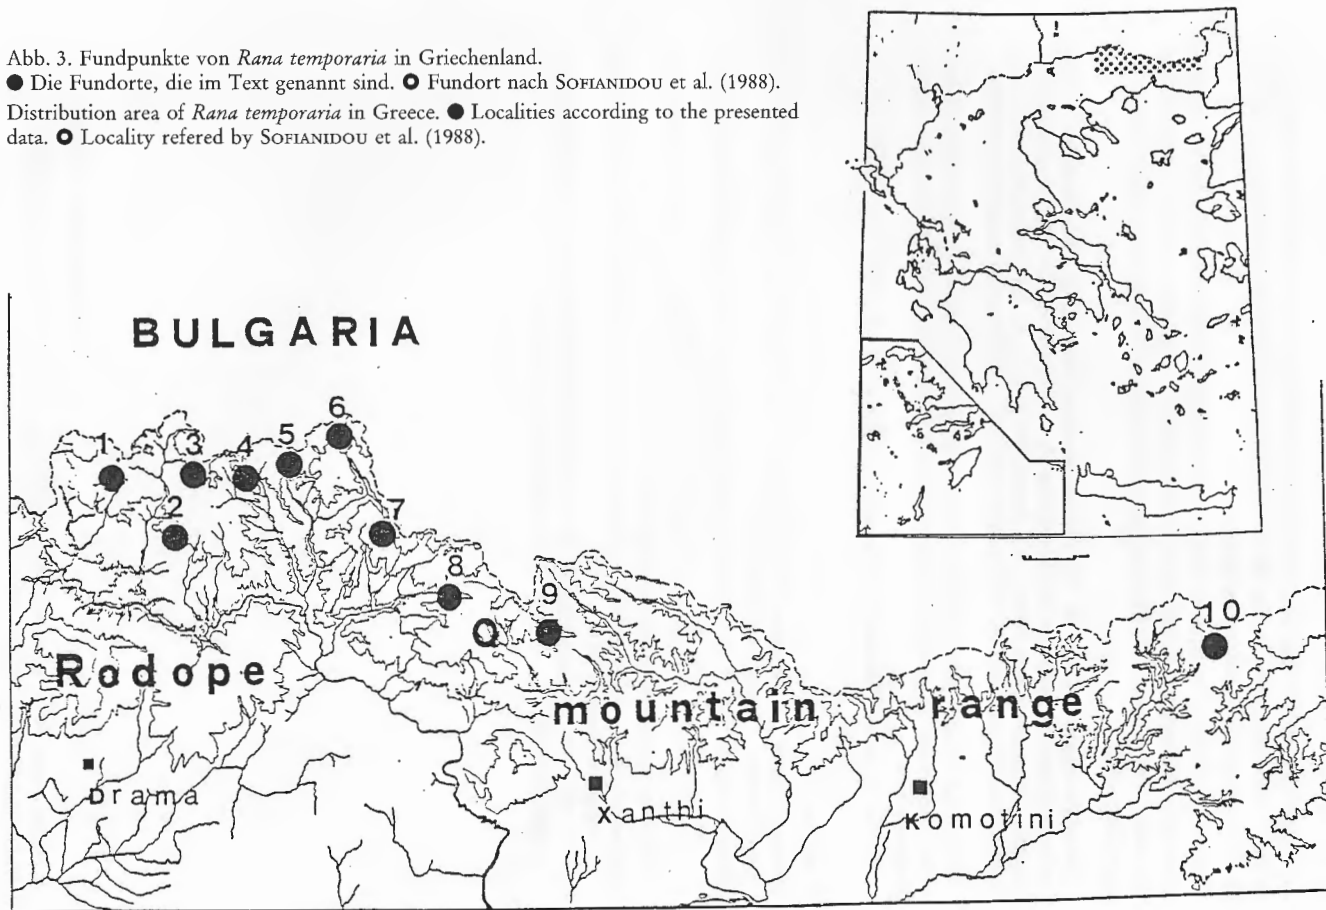 Abb. 3. Fundpunkte von Rana temporaria in Griechenland.
● Die Fundorte, die im Text genannt sind. O Fundort nach SOFIANIDOU et al. (1988).
Distribution area of Rana temporaria in Greece. ● Localities according to the presented
data. O Locality refered by SOFIANIDOU et al. (1988).
BULGARIA
6
1 3 4 5
2 7
8
9
10
Rodope
mountain range
Drama
Xanthi
Komotini